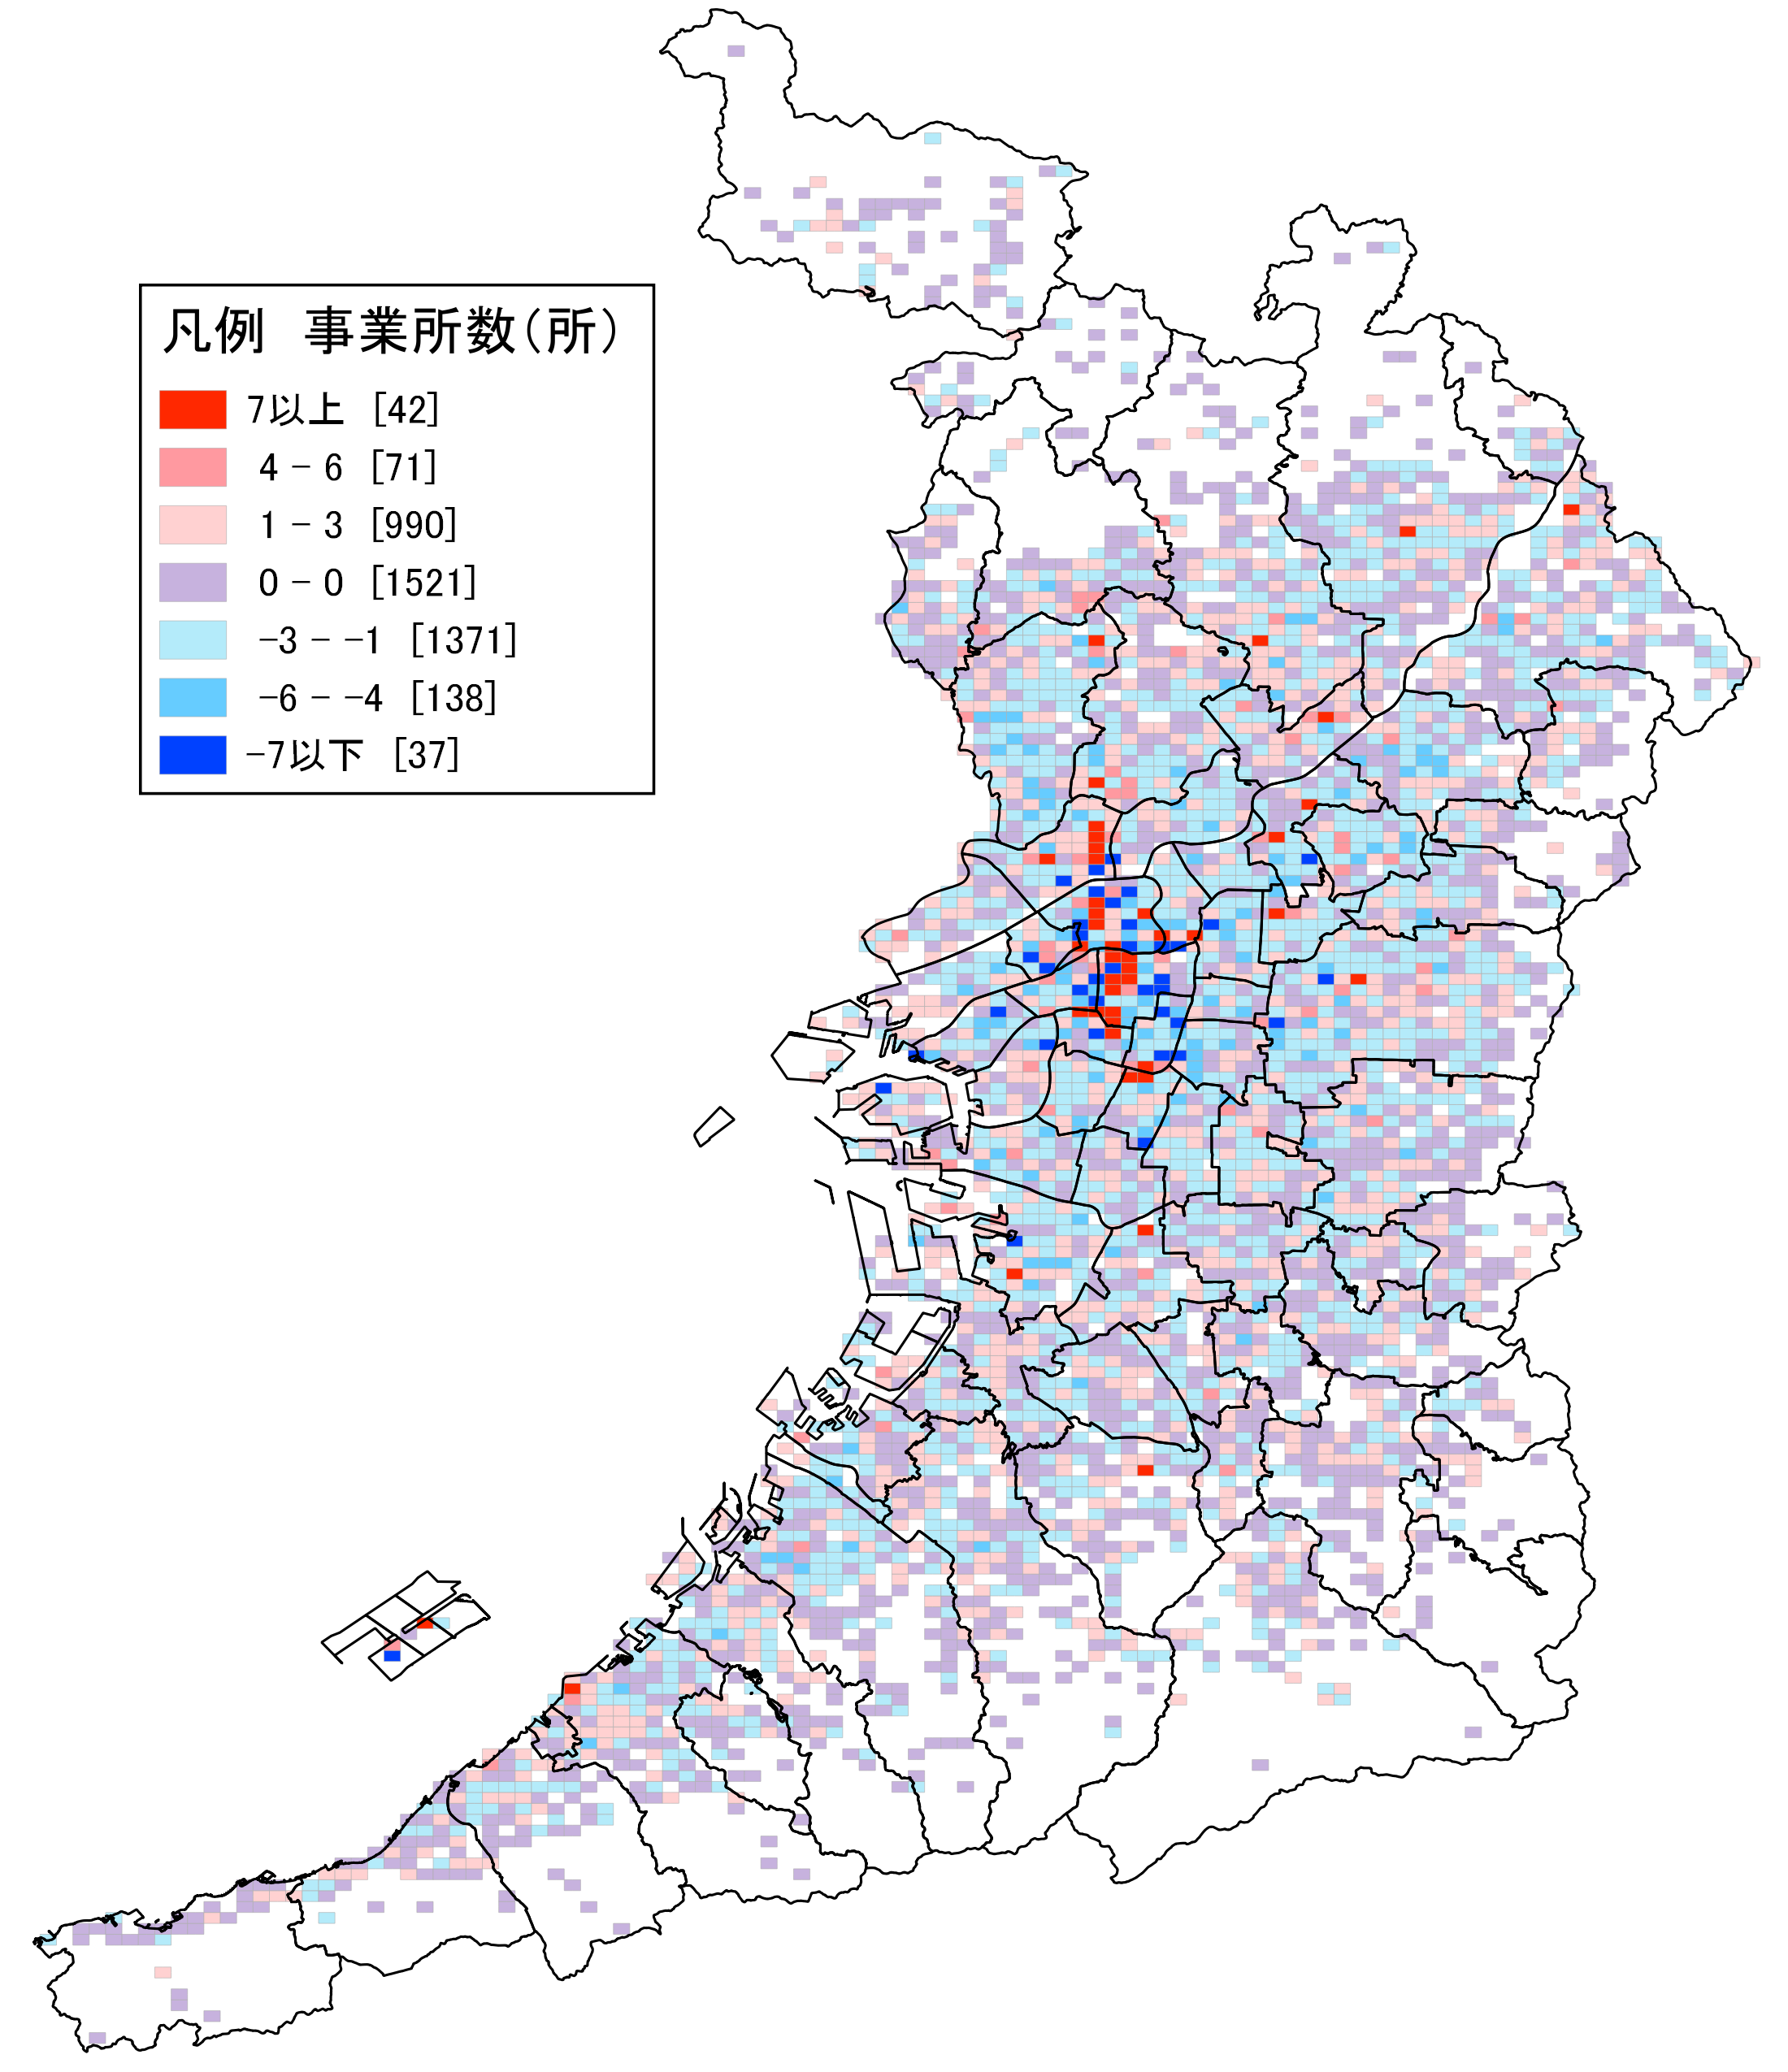 凡例　事業所数(所)
7以上 [42]
4 - 6 [71]
1 - 3 [990]
0 - 0 [1521]
-3 - -1 [1371]
-6 - -4 [138]
-7以下 [37]